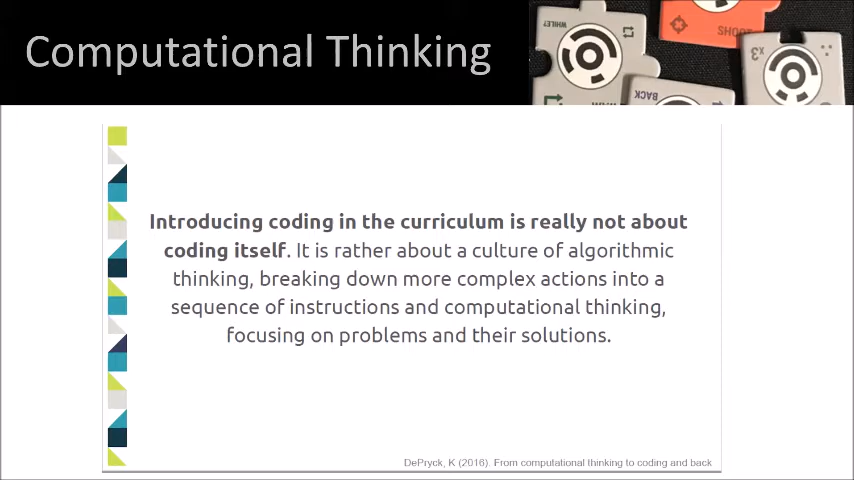 Computational Thinking
WHILE?
BACK
SHOOT
x3
Introducing coding in the curriculum is really not about
coding itself. It is rather about a culture of algorithmic
thinking, breaking down more complex actions into a
sequence of instructions and computational thinking,
focusing on problems and their solutions.
DePryck, K (2016). From computational thinking to coding and back